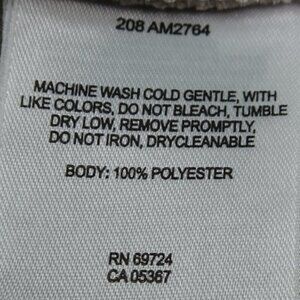 208 AM2764
MACHINE WASH COLD GENTLE, WITH
LIKE COLORS, DO NOT BLEACH, TUMBLE
DRY LOW, REMOVE PROMPTLY,
DO NOT IRON, DRYCLEANABLE
BODY: 100% POLYESTER
RN 69724
CA 05367